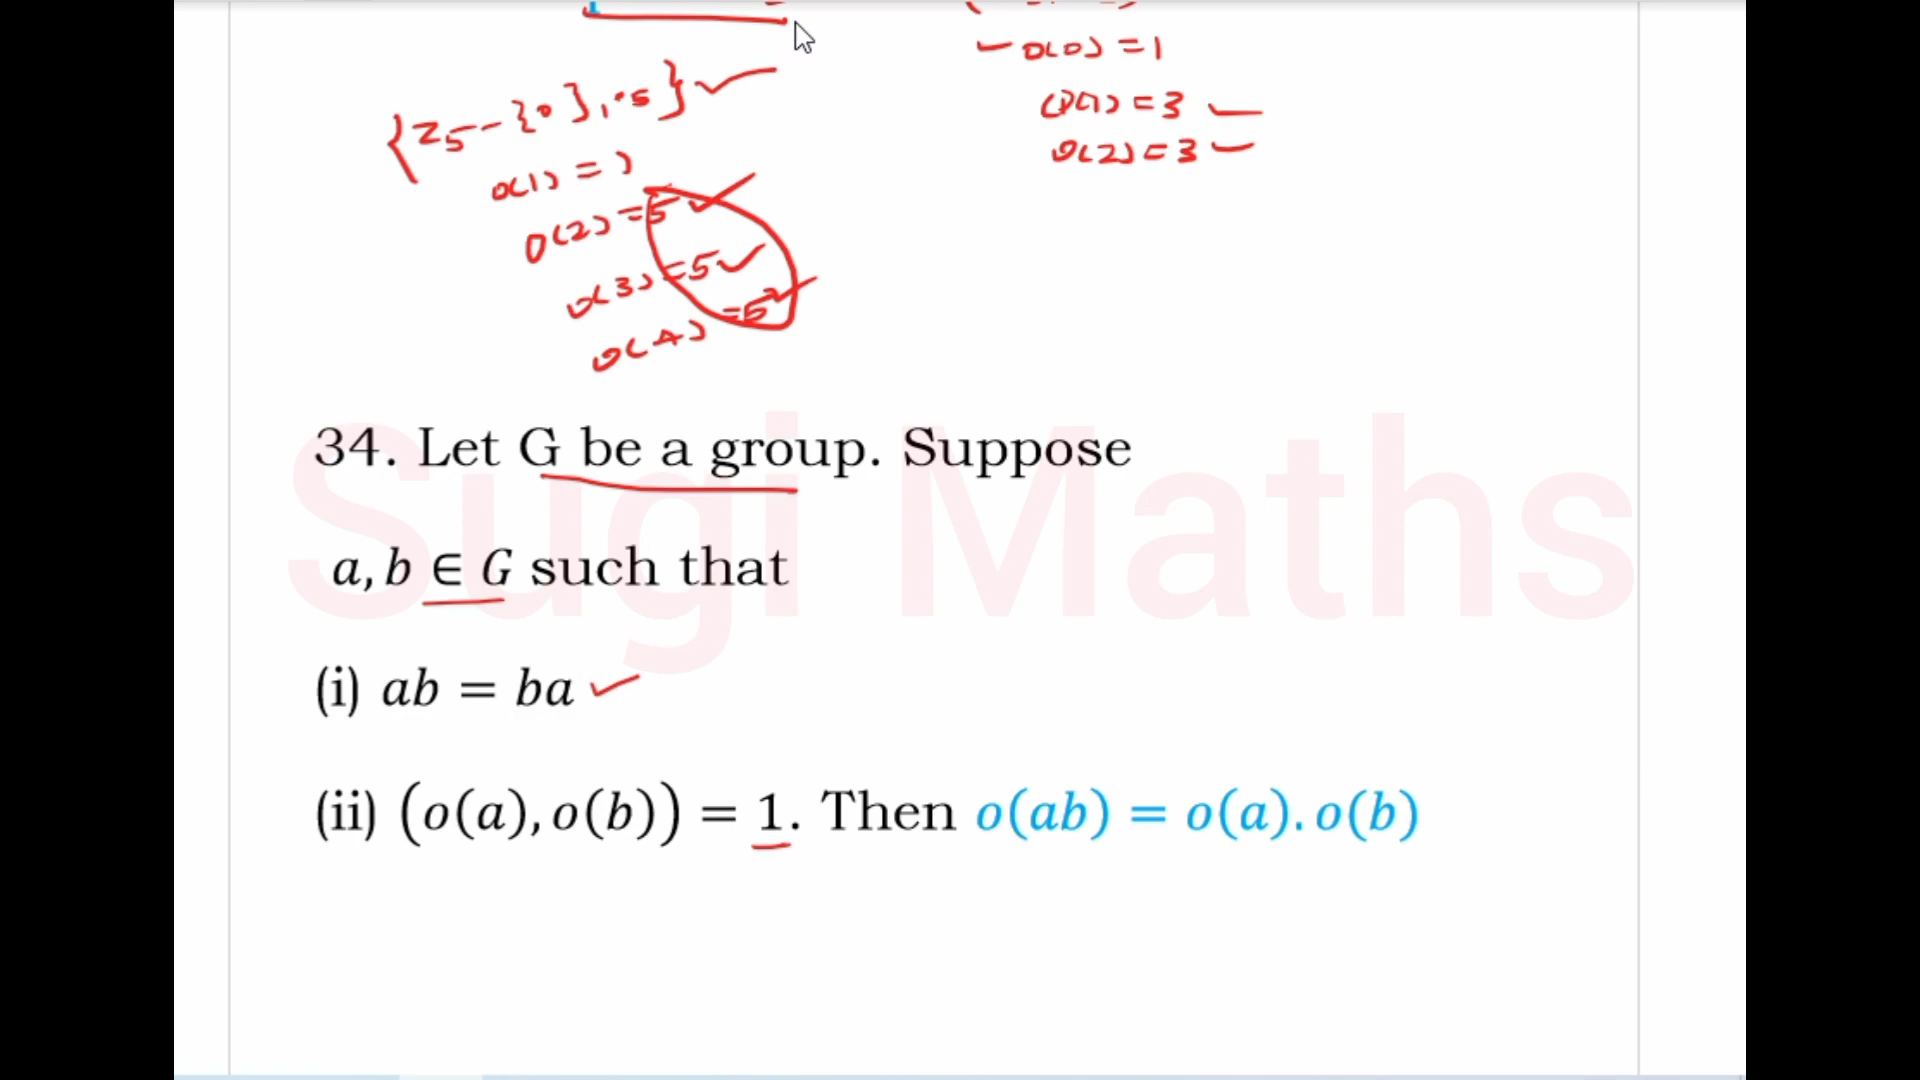 o(0) = 1
{Z5-{0}, ·5}
o(1) = 3
o(2) = 3
o(1) = 1
o(2) = 5
o(3) = 5
o(4) = 5
34. Let G be a group. Suppose
a, b ∈ G such that
(i) ab = ba
(ii) (o(a), o(b)) = 1. Then o(ab) = o(a). o(b)
Sugi Maths